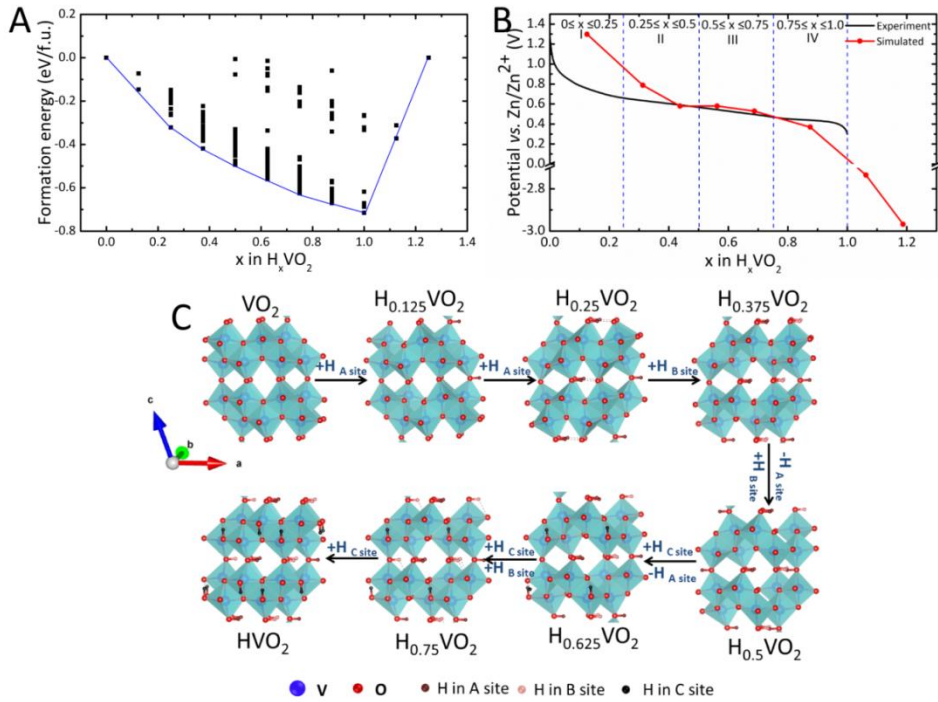 A
Formation energy (eV/f.u.)
0.0
-0.2
-0.4
-0.6
-0.8
0.0 0.2 0.4 0.6 0.8 1.0 1.2 1.4
x in HₓVO₂
B
Potential vs. Zn/Zn²⁺ (V)
1.4
1.2
1.0
0.8
0.6
0.4
0.2
0.0
-2.8
-3.0
0≤ x ≤0.25 0.25≤ x ≤0.5 0.5≤ x ≤0.75 0.75≤ x ≤1.0
I II III IV
Experiment
Simulated
0.0 0.2 0.4 0.6 0.8 1.0 1.2
x in HₓVO₂
C
VO₂ H₀.₁₂₅VO₂ H₀.₂₅VO₂ H₀.₃₇₅VO₂
+H A site +H A site +H B site
c
b
a
-H A site
+H B site
+H C site +H C site +H C site
+H B site -H A site
HVO₂ H₀.₇₅VO₂ H₀.₆₂₅VO₂ H₀.₅VO₂
V O H in A site H in B site H in C site